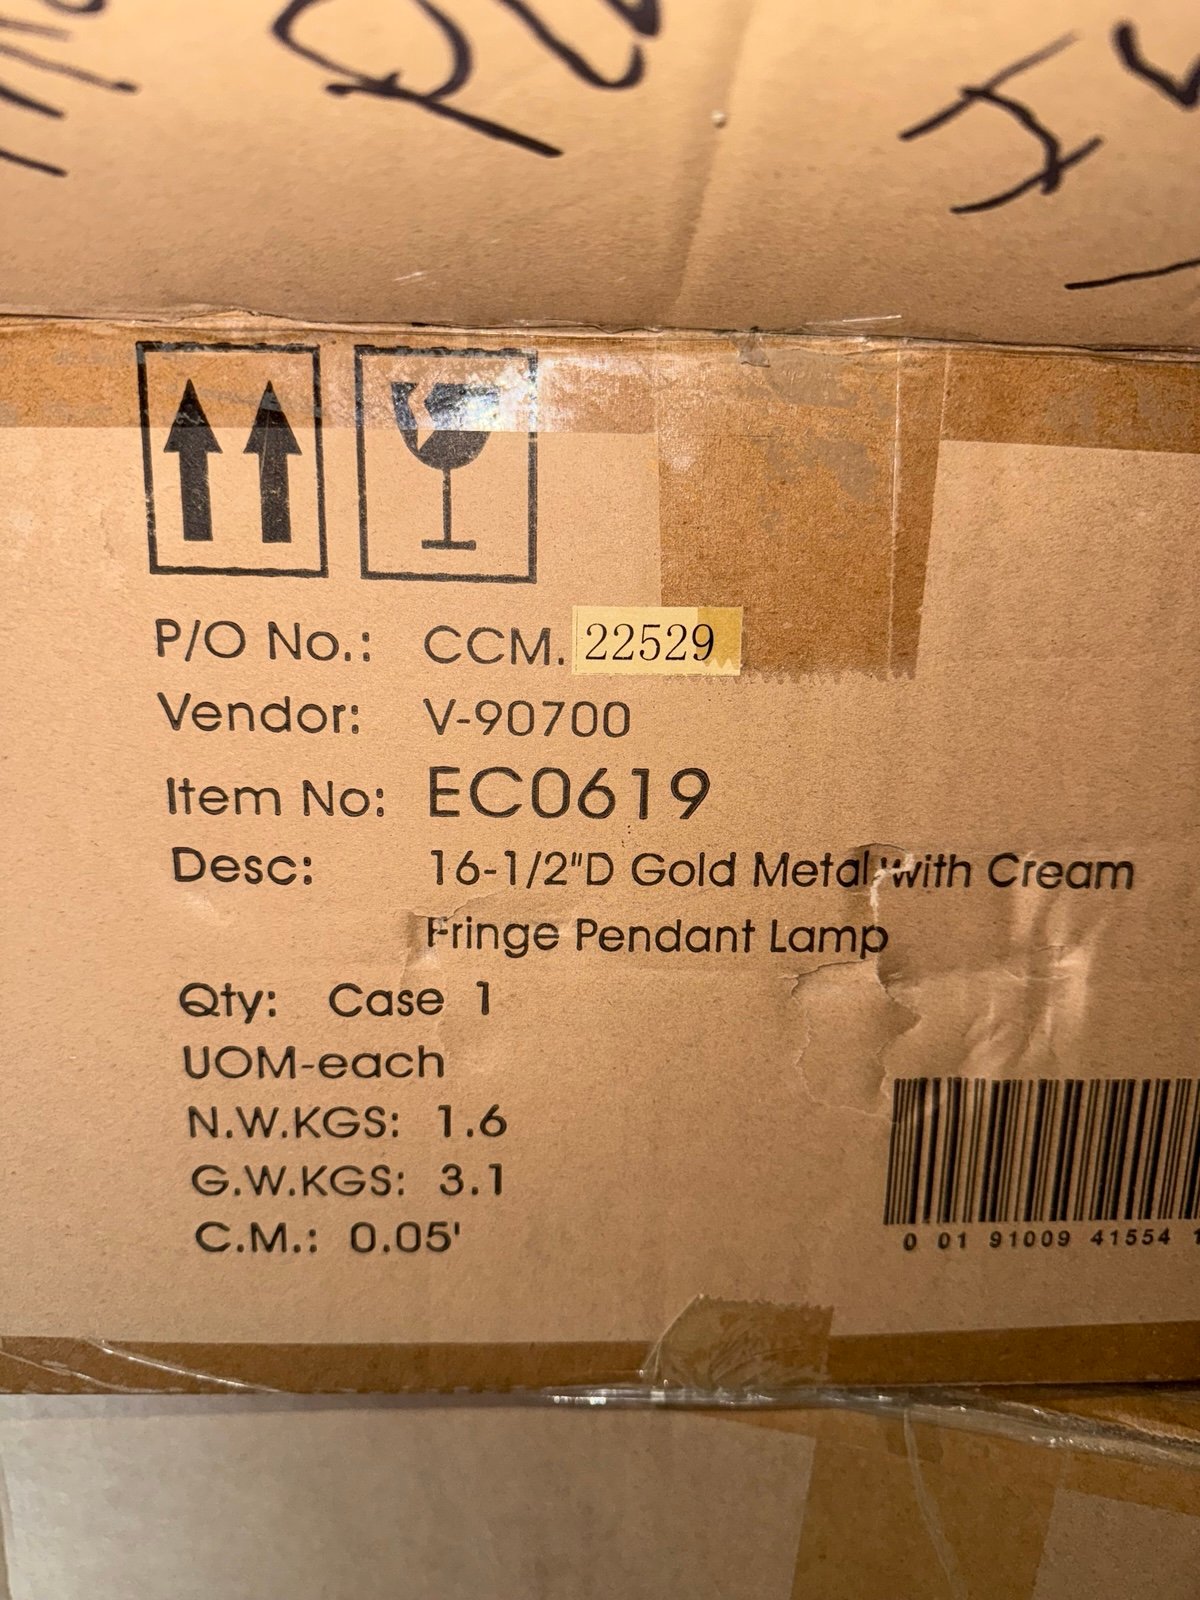 P/O No.: CCM. 22529
Vendor: V-90700
Item No: EC0619
Desc: 16-1/2"D Gold Metal with Cream
Fringe Pendant Lamp
Qty: Case 1
UOM-each
N.W.KGS: 1.6
G.W.KGS: 3.1
C.M.: 0.05'
0 01 91009 41554 1